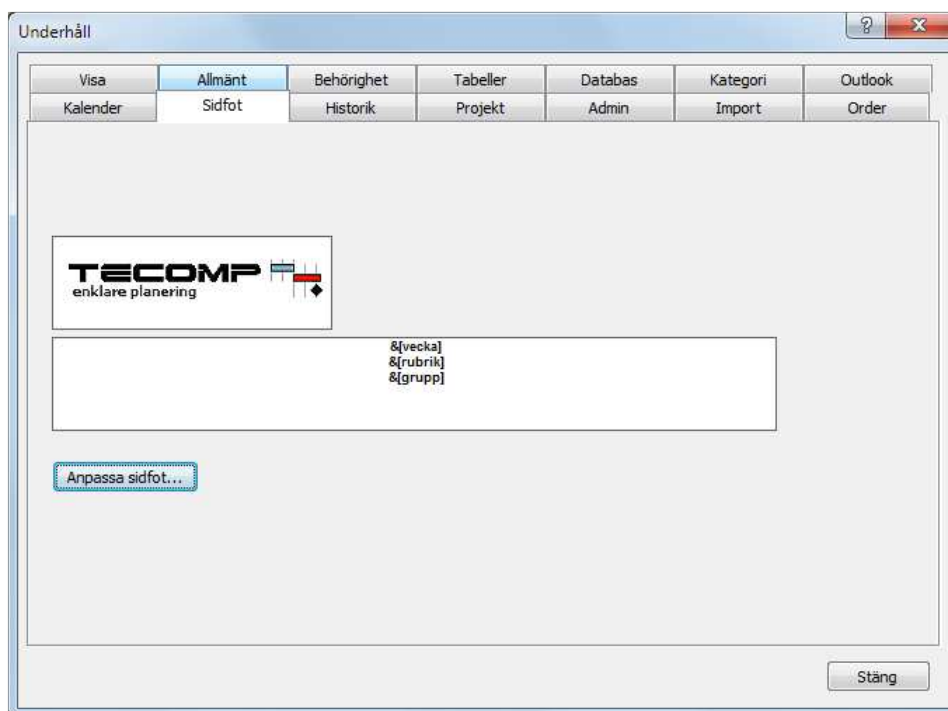 Underhåll
Visa Allmänt Behörighet Tabeller Databas Kategori Outlook
Kalender Sidfot Historik Projekt Admin Import Order
TECOMP
enklare planering
&[vecka]
&[rubrik]
&[grupp]
Anpassa sidfot...
Stäng